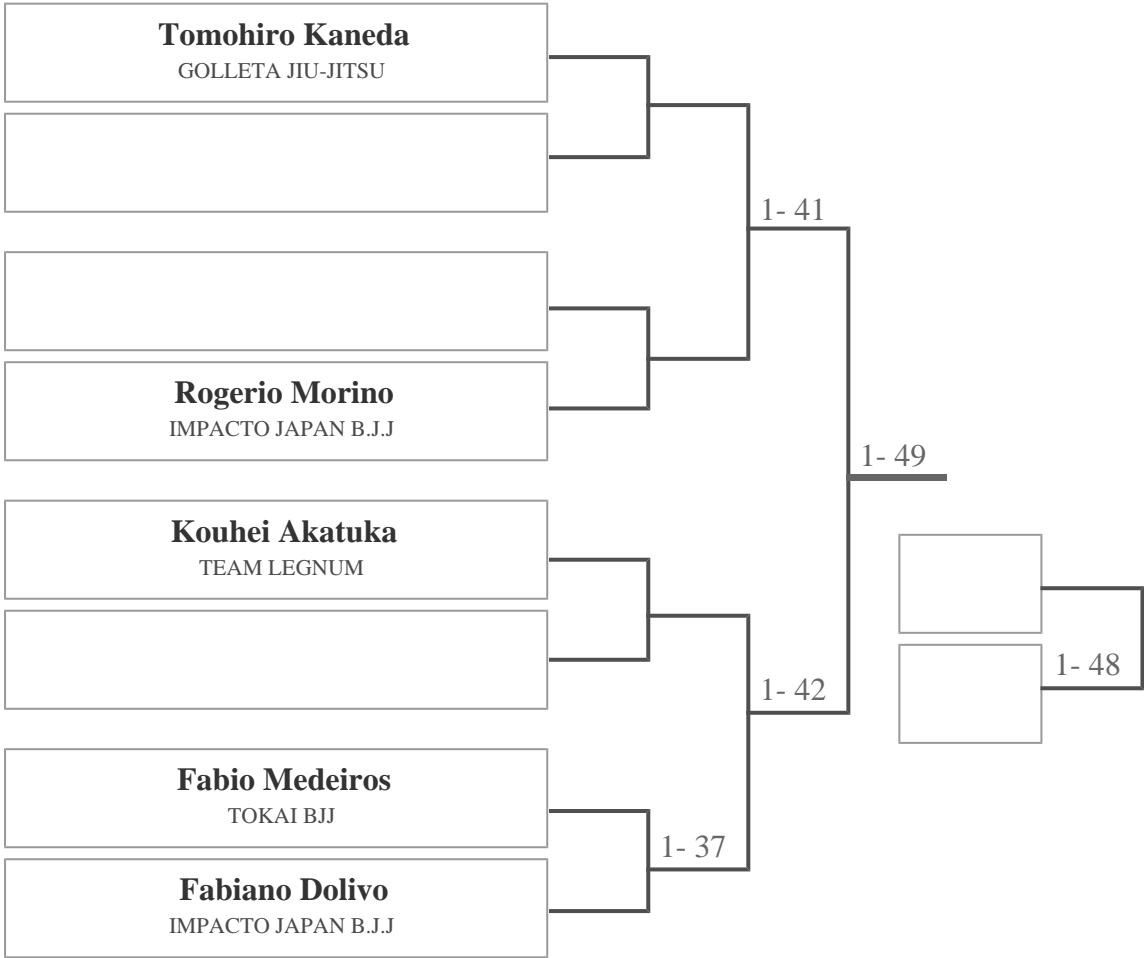 Tomohiro Kaneda
GOLLETA JIU-JITSU
1- 41
Rogerio Morino
IMPACTO JAPAN B.J.J
1- 49
Kouhei Akatuka
TEAM LEGNUM
1- 48
1- 42
Fabio Medeiros
TOKAI BJJ
1- 37
Fabiano Dolivo
IMPACTO JAPAN B.J.J